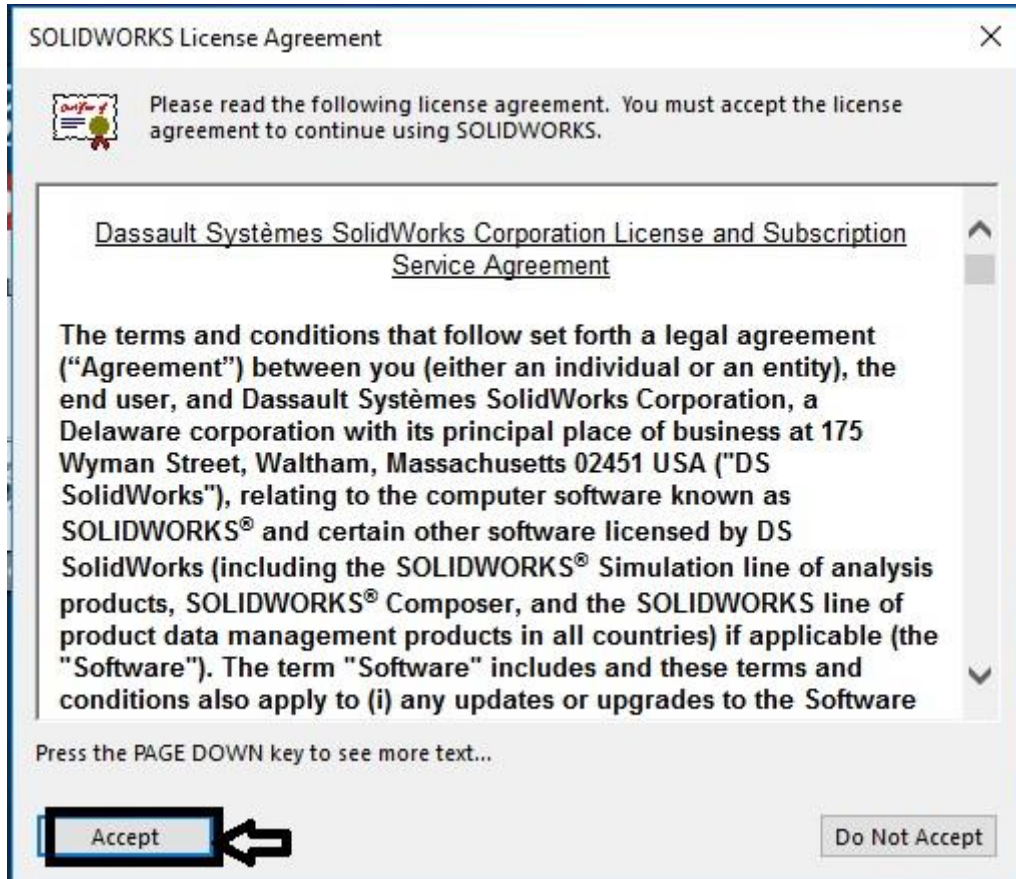 SOLIDWORKS License Agreement
Please read the following license agreement. You must accept the license
agreement to continue using SOLIDWORKS.
Dassault Systèmes SolidWorks Corporation License and Subscription
Service Agreement
The terms and conditions that follow set forth a legal agreement
(“Agreement”) between you (either an individual or an entity), the
end user, and Dassault Systèmes SolidWorks Corporation, a
Delaware corporation with its principal place of business at 175
Wyman Street, Waltham, Massachusetts 02451 USA ("DS
SolidWorks"), relating to the computer software known as
SOLIDWORKS® and certain other software licensed by DS
SolidWorks (including the SOLIDWORKS® Simulation line of analysis
products, SOLIDWORKS® Composer, and the SOLIDWORKS line of
product data management products in all countries) if applicable (the
"Software"). The term "Software" includes and these terms and
conditions also apply to (i) any updates or upgrades to the Software
Press the PAGE DOWN key to see more text...
Accept
Do Not Accept